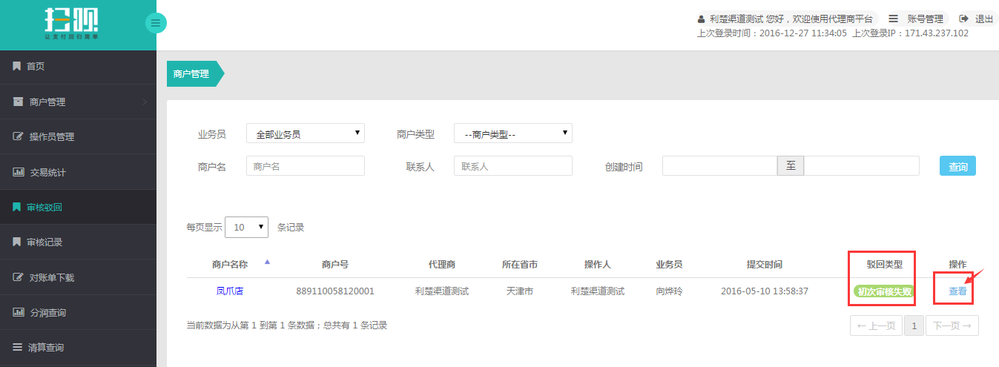 扫呗
让支付回归简单
利楚渠道测试 您好，欢迎使用代理商平台 账号管理 退出
上次登录时间：2016-12-27 11:34:05 上次登录IP：171.43.237.102
首页
商户管理
操作员管理
交易统计
审核驳回
审核记录
对账单下载
分润查询
清算查询
商户管理
业务员 全部业务员 商户类型 --商户类型--
商户名 商户名 联系人 联系人 创建时间 至 查询
每页显示 10 条记录
商户名称 商户号 代理商 所在省市 操作人 业务员 提交时间 驳回类型 操作
凤爪店 889110058120001 利楚渠道测试 天津市 利楚渠道测试 向烨玲 2016-05-10 13:58:37 初次审核失败 查看
当前数据为从第 1 到第 1 条数据；总共有 1 条记录
← 上一页 1 下一页 →